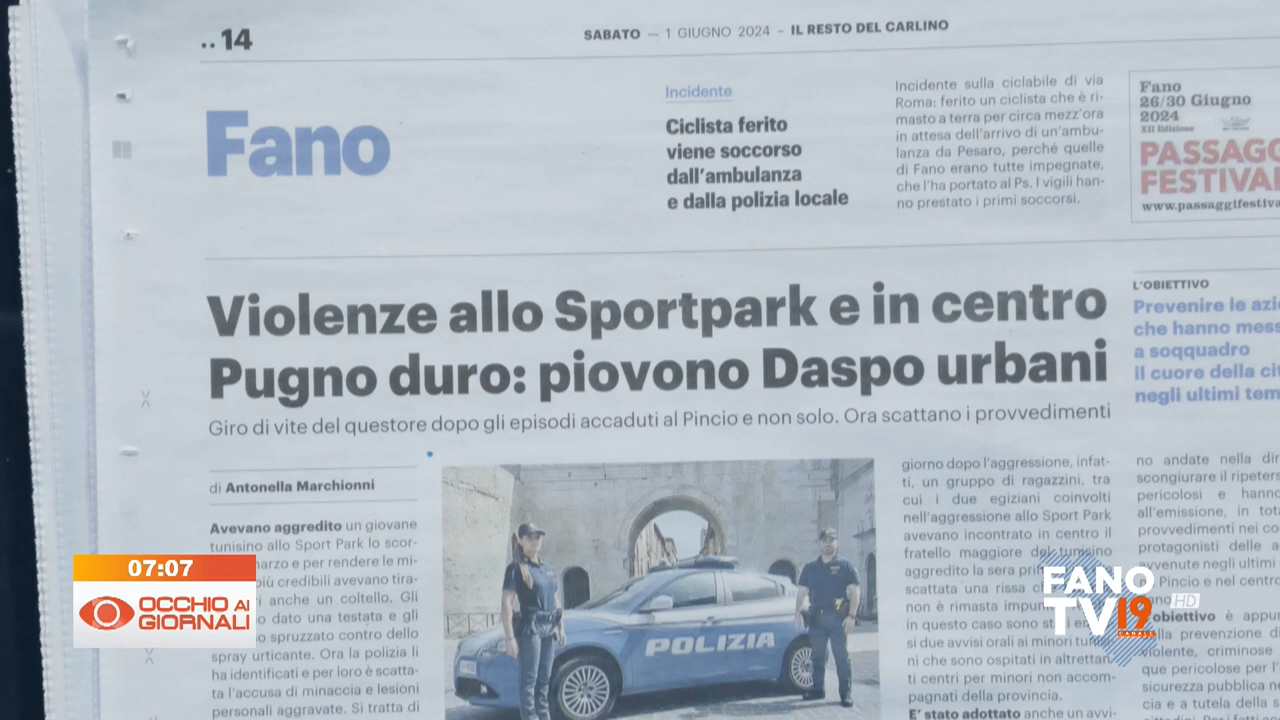 14
SABATO — 1 GIUGNO 2024 – IL RESTO DEL CARLINO
Fano
Incidente
Ciclista ferito
viene soccorso
dall'ambulanza
e dalla polizia locale
Incidente sulla ciclabile di via
Roma: ferito un ciclista che è ri-
masto a terra per circa mezz'ora
in attesa dell'arrivo di un'ambu-
lanza da Pesaro, perché quelle
di Fano erano tutte impegnate,
che l'ha portato al Ps. I vigili han-
no prestato i primi soccorsi.
Fano
26/30 Giugno
2024
XII Edizione
PASSAGG
FESTIVA
www.passaggifestiva
Violenze allo Sportpark e in centro
Pugno duro: piovono Daspo urbani
Giro di vite del questore dopo gli episodi accaduti al Pincio e non solo. Ora scattano i provvedimenti
L'OBIETTIVO
Prevenire le azi
che hanno mess
a soqquadro
il cuore della cit
negli ultimi tem
di Antonella Marchionni
Avevano aggredito un giovane
tunisino allo Sport Park lo scor-
marzo e per rendere le mi-
più credibili avevano tira-
anche un coltello. Gli
dato una testata e gli
spruzzato contro dello
spray urticante. Ora la polizia li
ha identificati e per loro è scatta-
ta l'accusa di minaccia e lesioni
personali aggravate. Si tratta di
POLIZIA
giorno dopo l'aggressione, infat-
ti, un gruppo di ragazzini, tra
cui i due egiziani coinvolti
nell'aggressione allo Sport Park
avevano incontrato in centro il
fratello maggiore del tunisino
aggredito la sera pri
scattata una rissa c
non è rimasta impun
in questo caso sono st
si due avvisi orali ai minori tuni
ni che sono ospitati in altrettan
ti centri per minori non accom-
pagnati della provincia.
E' stato adottato anche un avvi-
no andate nella dir
scongiurare il ripeters
pericolosi e hanno
all'emissione, in tota
provvedimenti nei co
protagonisti delle a
avvenute negli ultimi
Pincio e nel centro
obiettivo è appu
lla prevenzione di
violente, criminose
que pericolose per l'
sicurezza pubblica ne
cia e a tutela della s
07:07
OCCHIO AI
GIORNALI
FANO
TV19 HD
CANALE